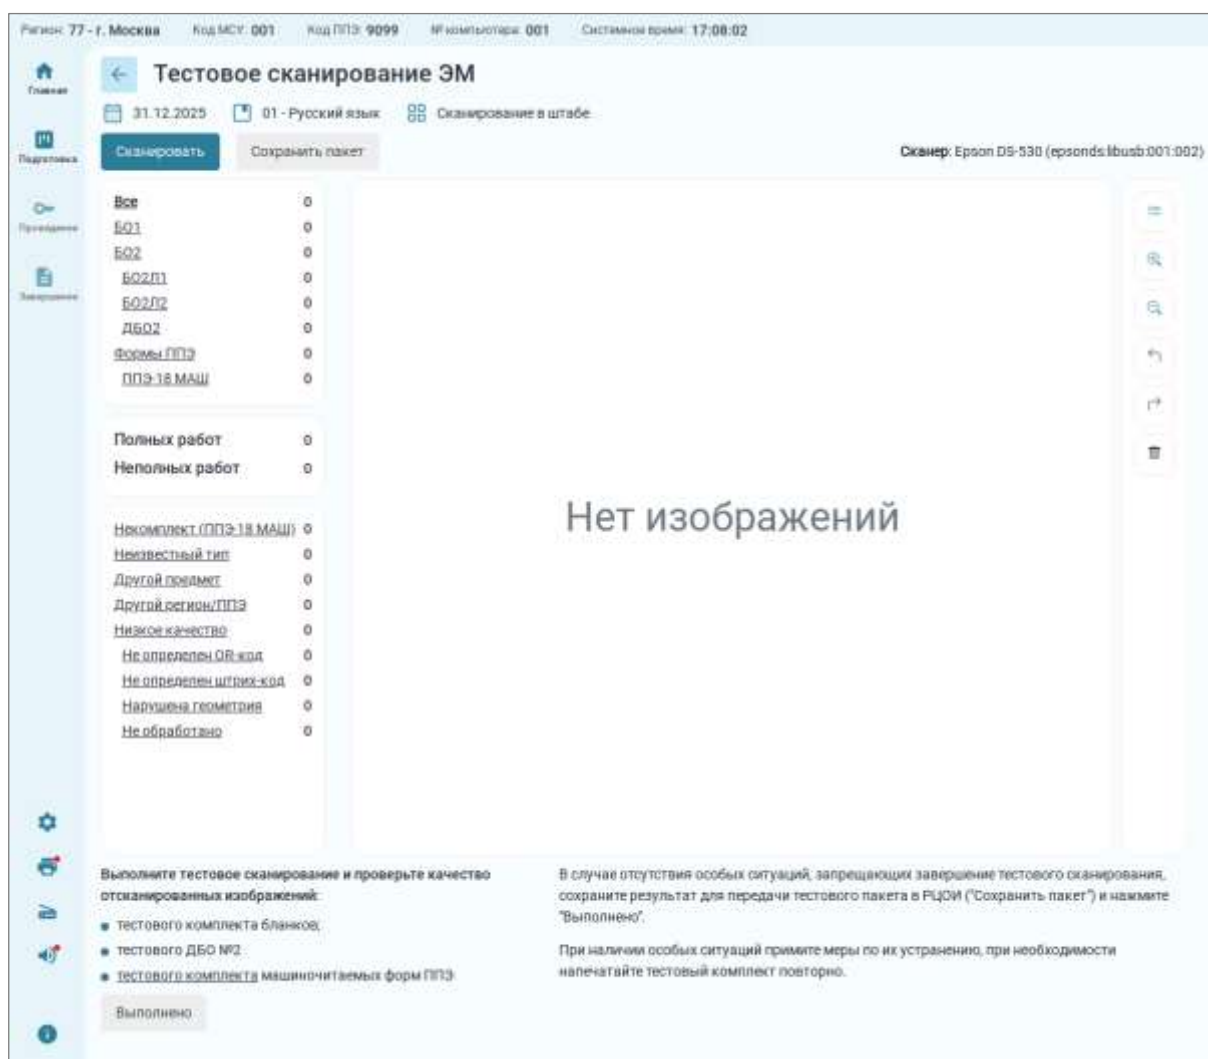 Регион: 77 - г. Москва Код МСУ: 001 Код ППЭ: 9099 № компьютера: 001 Системное время: 17:08:02
Главная
Подготовка
Проведение
Завершение
Тестовое сканирование ЭМ
31.12.2025 01 - Русский язык Сканирование в штабе
Сканировать Сохранить пакет Сканер: Epson DS-530 (epsonds:libusb:001:002)
Все 0
БО1 0
БО2 0
БО2Л1 0
БО2Л2 0
ДБО2 0
Формы ППЭ 0
ППЭ-18 МАШ 0
Полных работ 0
Неполных работ 0
Некомплект (ППЭ-18 МАШ) 0
Неизвестный тип 0
Другой предмет 0
Другой регион/ППЭ 0
Низкое качество 0
Не определен QR-код 0
Не определен штрих-код 0
Нарушена геометрия 0
Не обработано 0
Нет изображений
Выполните тестовое сканирование и проверьте качество
отсканированных изображений:
тестового комплекта бланков;
тестового ДБО №2
тестового комплекта машиночитаемых форм ППЭ
В случае отсутствия особых ситуаций, запрещающих завершение тестового сканирования,
сохраните результат для передачи тестового пакета в РЦОИ ("Сохранить пакет") и нажмите
"Выполнено".
При наличии особых ситуаций примите меры по их устранению, при необходимости
напечатайте тестовый комплект повторно.
Выполнено